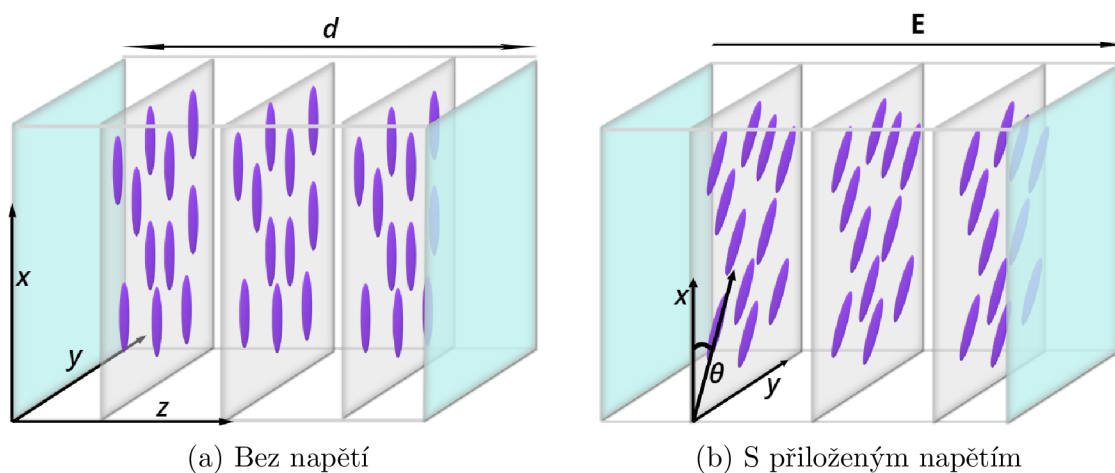 d
E
x
y
z
x
θ
y
(a) Bez napětí
(b) S přiloženým napětím